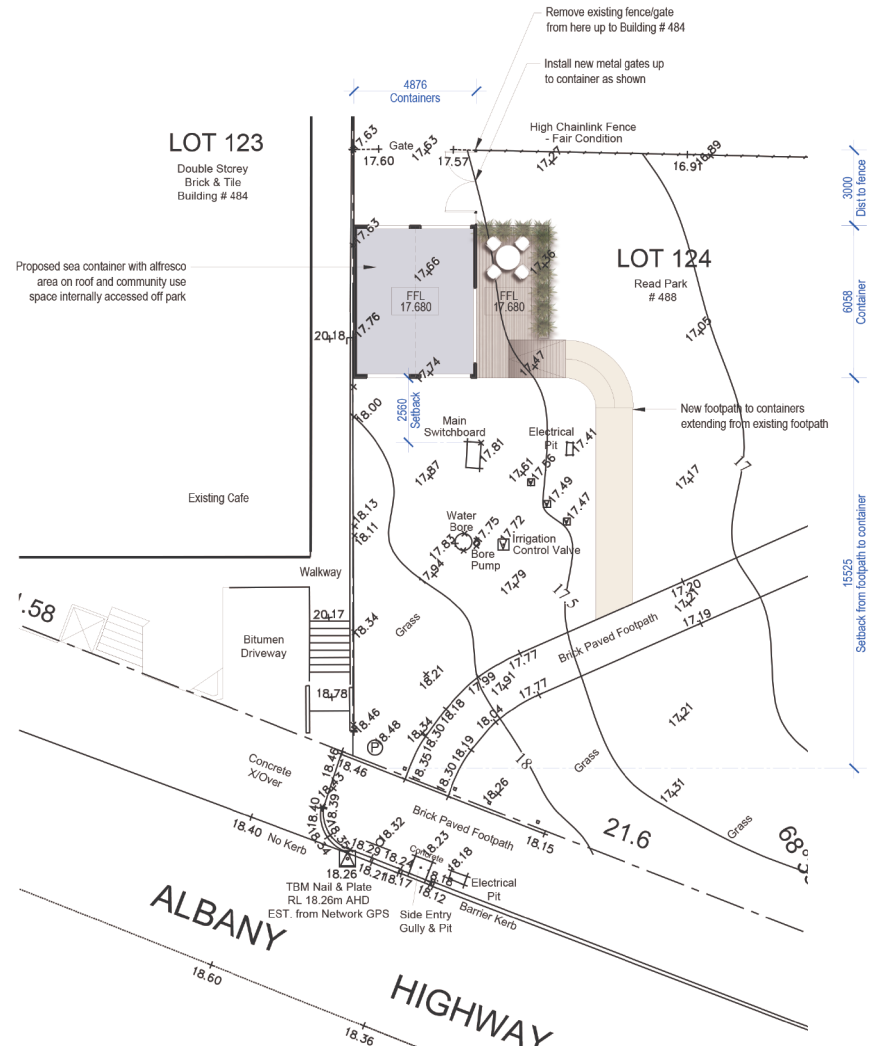 Remove existing fence/gate
from here up to Building # 484
Install new metal gates up
to container as shown
4876
Containers
LOT 123
Double Storey
Brick & Tile
Building # 484
17.63
Gate
17.63
17.60
17.57
High Chainlink Fence
- Fair Condition
17.27
16.91
16.89
3000
Dist to fence
17.63
17.66
FFL
17.680
FFL
17.680
17.36
LOT 124
Read Park
# 488
Proposed sea container with alfresco
area on roof and community use
space internally accessed off park
6058
Container
20.18
17.76
17.05
17.74
17.47
2560
Setback
18.00
New footpath to containers
extending from existing footpath
Main
Switchboard
17.81
Electrical
Pit
17.41
17.87
17.61
17.56
17.49
17.47
17.17
17
Existing Cafe
18.13
18.11
Water
Bore
17.83
17.75
17.72
Bore
Pump
Irrigation
Control Valve
17.94
17.79
17.5
15525
Setback from footpath to container
Walkway
17.20
17.21
17.19
1.58
20.17
18.34
Grass
Brick Paved Footpath
Bitumen
Driveway
17.77
17.99
17.91
17.77
18.21
18.78
18.18
18.04
18.46
18.48
P
18.34
18.30
18.35
18.19
18.30
17.21
18
Grass
18.46
18.46
Concrete
X/Over
18.43
18.40
18.39
18.35
18.34
18.26
17.31
Brick Paved Footpath
18.15
21.6
Grass
18.40
No Kerb
18.32
18.29
18.23
18.24
Concrete
18.18
18.26
18.21
18.17
18.18
18.12
Electrical
Pit
TBM Nail & Plate
RL 18.26m AHD
EST. from Network GPS
Side Entry
Gully & Pit
Barrier Kerb
ALBANY
HIGHWAY
18.60
18.36